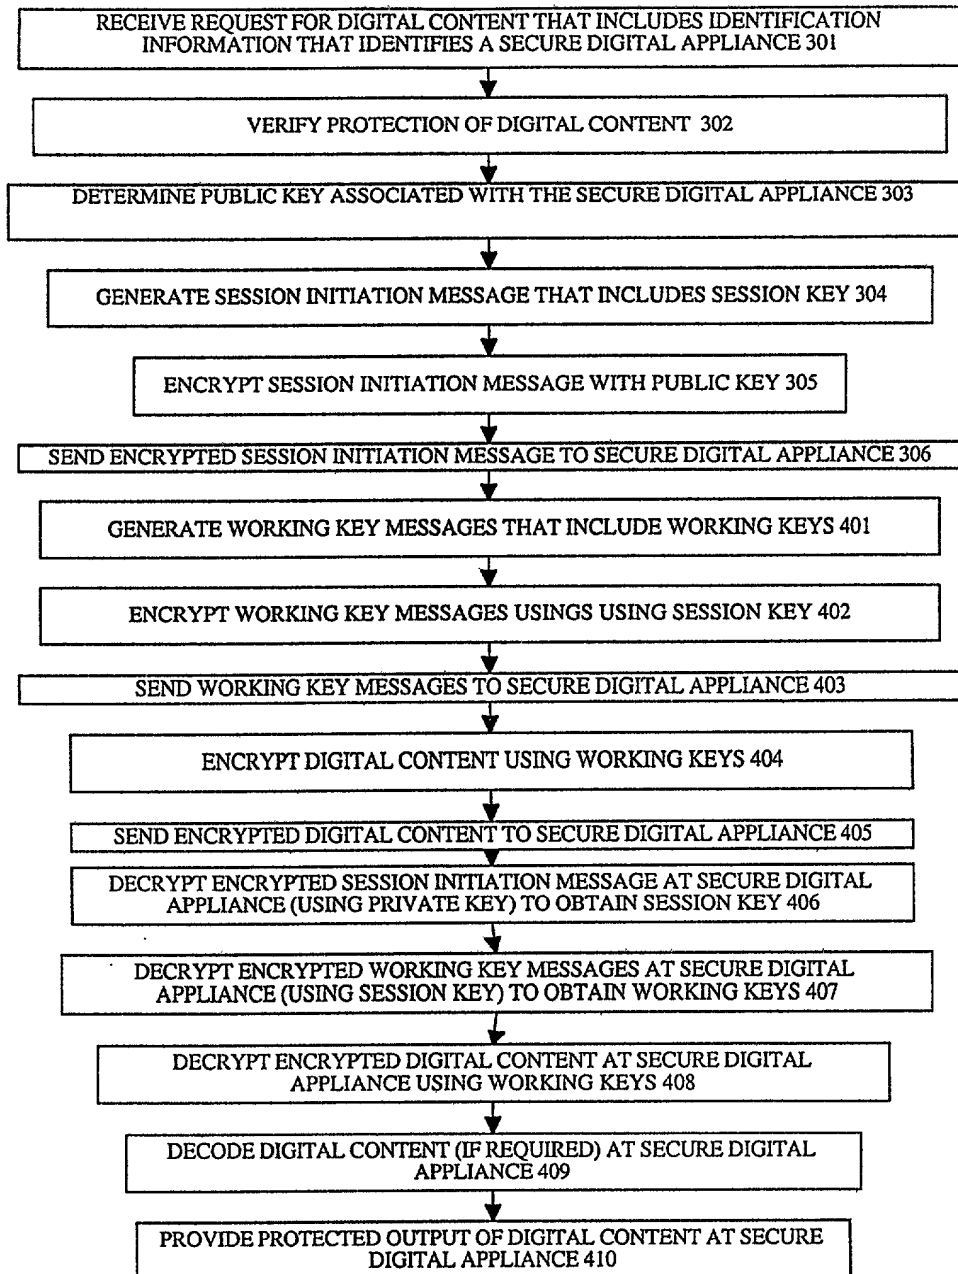 RECEIVE REQUEST FOR DIGITAL CONTENT THAT INCLUDES IDENTIFICATION
INFORMATION THAT IDENTIFIES A SECURE DIGITAL APPLIANCE 301
VERIFY PROTECTION OF DIGITAL CONTENT 302
DETERMINE PUBLIC KEY ASSOCIATED WITH THE SECURE DIGITAL APPLIANCE 303
GENERATE SESSION INITIATION MESSAGE THAT INCLUDES SESSION KEY 304
ENCRYPT SESSION INITIATION MESSAGE WITH PUBLIC KEY 305
SEND ENCRYPTED SESSION INITIATION MESSAGE TO SECURE DIGITAL APPLIANCE 306
GENERATE WORKING KEY MESSAGES THAT INCLUDE WORKING KEYS 401
ENCRYPT WORKING KEY MESSAGES USINGS USING SESSION KEY 402
SEND WORKING KEY MESSAGES TO SECURE DIGITAL APPLIANCE 403
ENCRYPT DIGITAL CONTENT USING WORKING KEYS 404
SEND ENCRYPTED DIGITAL CONTENT TO SECURE DIGITAL APPLIANCE 405
DECRYPT ENCRYPTED SESSION INITIATION MESSAGE AT SECURE DIGITAL
APPLIANCE (USING PRIVATE KEY) TO OBTAIN SESSION KEY 406
DECRYPT ENCRYPTED WORKING KEY MESSAGES AT SECURE DIGITAL
APPLIANCE (USING SESSION KEY) TO OBTAIN WORKING KEYS 407
DECRYPT ENCRYPTED DIGITAL CONTENT AT SECURE DIGITAL
APPLIANCE USING WORKING KEYS 408
DECODE DIGITAL CONTENT (IF REQUIRED) AT SECURE DIGITAL
APPLIANCE 409
PROVIDE PROTECTED OUTPUT OF DIGITAL CONTENT AT SECURE
DIGITAL APPLIANCE 410